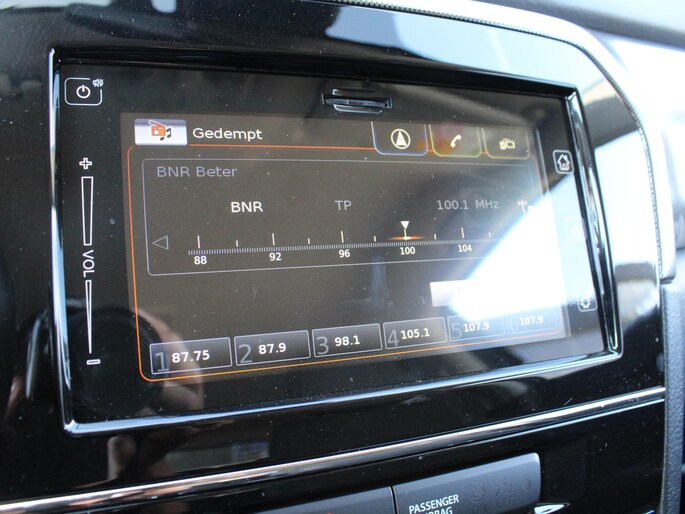 Gedempt
BNR Beter
BNR TP 100.1 MHz
88 92 96 100 104
+
VOL
−
1 87.75 2 87.9 3 98.1 4 105.1 5 107.9 6 107.9
PASSENGER